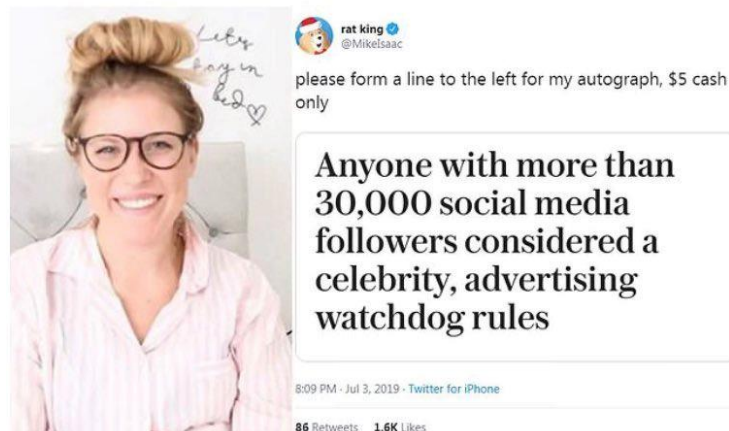 Let's
stay in
bed
rat king
@MikeIsaac
please form a line to the left for my autograph, $5 cash
only
Anyone with more than
30,000 social media
followers considered a
celebrity, advertising
watchdog rules
8:09 PM · Jul 3, 2019 · Twitter for iPhone
86 Retweets 1.6K Likes